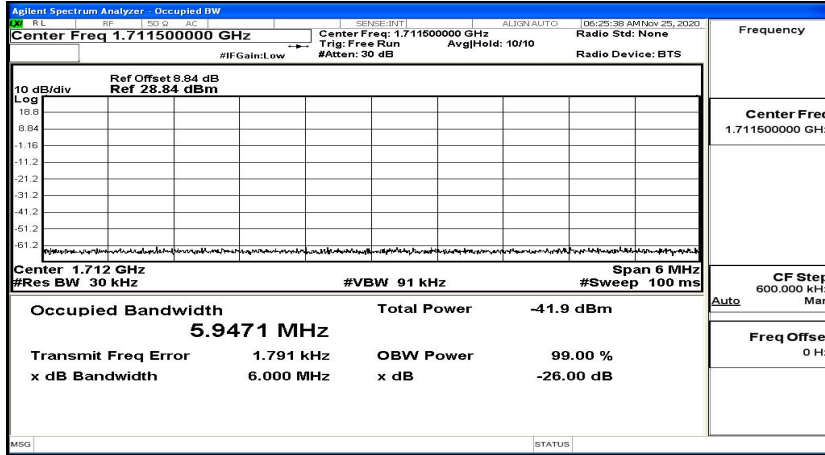 Agilent Spectrum Analyzer - Occupied BW
LXI RL RF 50 Ω AC SENSE:INT ALIGN AUTO 06:25:38 AM Nov 25, 2020
Center Freq 1.711500000 GHz
Center Freq: 1.711500000 GHz Radio Std: None
Trig: Free Run Avg|Hold: 10/10
#IFGain:Low #Atten: 30 dB Radio Device: BTS
Ref Offset 8.84 dB
10 dB/div Ref 28.84 dBm
Log
18.8
8.84
-1.16
-11.2
-21.2
-31.2
-41.2
-51.2
-61.2
Center 1.712 GHz Span 6 MHz
#Res BW 30 kHz #VBW 91 kHz #Sweep 100 ms
Occupied Bandwidth Total Power -41.9 dBm
5.9471 MHz
Transmit Freq Error 1.791 kHz OBW Power 99.00 %
x dB Bandwidth 6.000 MHz x dB -26.00 dB
MSG STATUS
Frequency
Center Freq
1.711500000 GH
CF Step
600.000 kH
Auto Man
Freq Offse
0 H